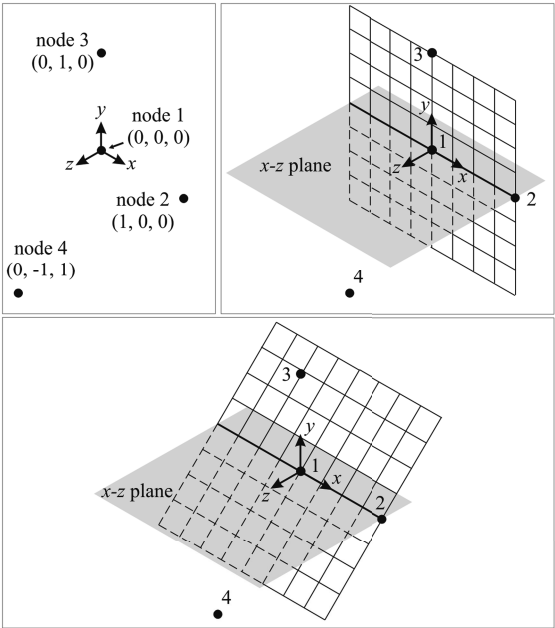 node 3
(0, 1, 0)
y
node 1
(0, 0, 0)
z
x
node 2
(1, 0, 0)
node 4
(0, -1, 1)
3
y
1
x-z plane
z
x
2
4
3
y
1
x
z
x-z plane
2
4